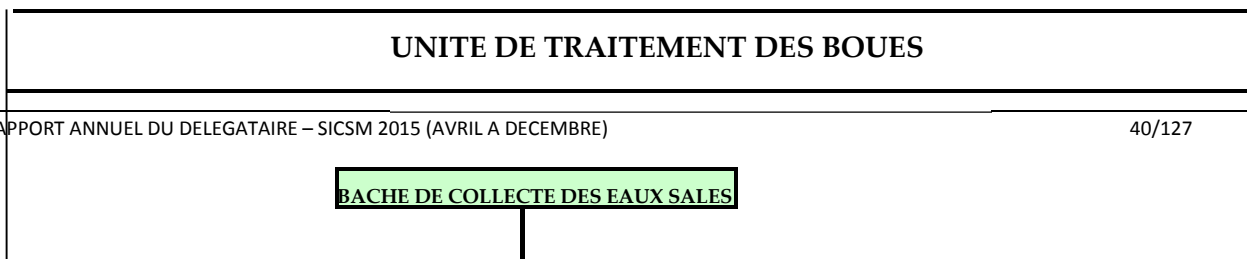 UNITE DE TRAITEMENT DES BOUES
APPORT ANNUEL DU DELEGATAIRE – SICSM 2015 (AVRIL A DECEMBRE) 40/127
BACHE DE COLLECTE DES EAUX SALES